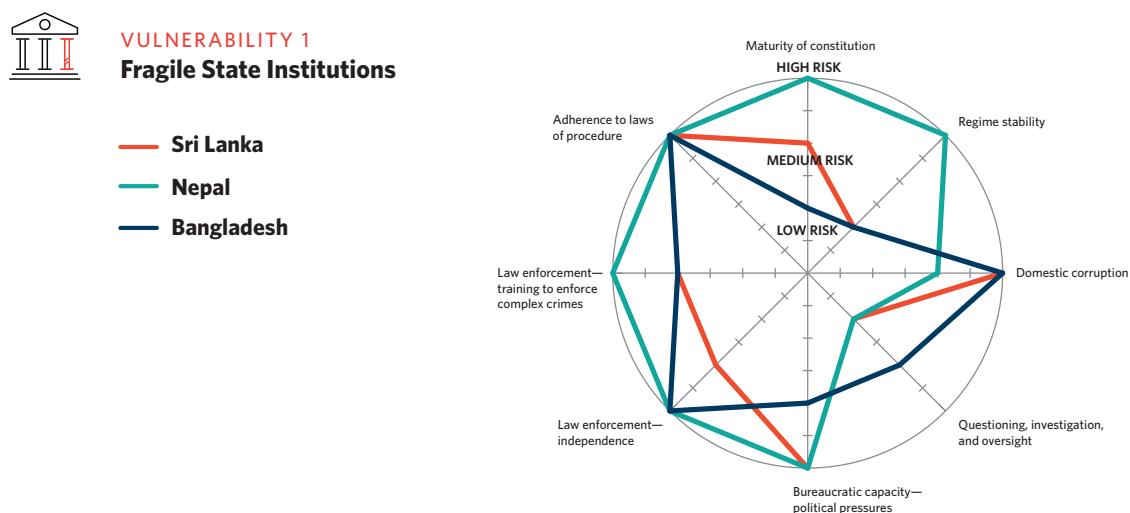 VULNERABILITY 1
Fragile State Institutions
Sri Lanka
Nepal
Bangladesh
Maturity of constitution
HIGH RISK
Adherence to laws
of procedure
Regime stability
MEDIUM RISK
LOW RISK
Law enforcement—
training to enforce
complex crimes
Domestic corruption
Law enforcement—
independence
Questioning, investigation,
and oversight
Bureaucratic capacity—
political pressures